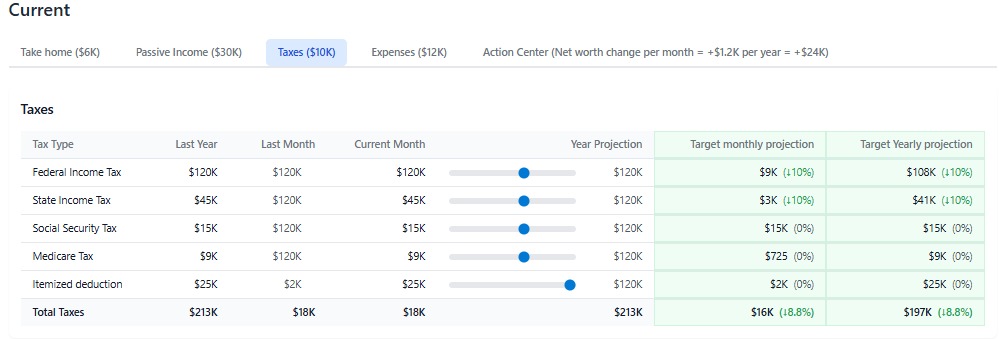 Current
Take home ($6K) Passive Income ($30K) Taxes ($10K) Expenses ($12K) Action Center (Net worth change per month = +$1.2K per year = +$24K)
Taxes
Tax Type Last Year Last Month Current Month Year Projection Target monthly projection Target Yearly projection
Federal Income Tax $120K $120K $120K $120K $9K (↓10%) $108K (↓10%)
State Income Tax $45K $120K $45K $120K $3K (↓10%) $41K (↓10%)
Social Security Tax $15K $120K $15K $120K $15K (0%) $15K (0%)
Medicare Tax $9K $120K $9K $120K $725 (0%) $9K (0%)
Itemized deduction $25K $2K $25K $120K $2K (0%) $25K (0%)
Total Taxes $213K $18K $18K $213K $16K (↓8.8%) $197K (↓8.8%)